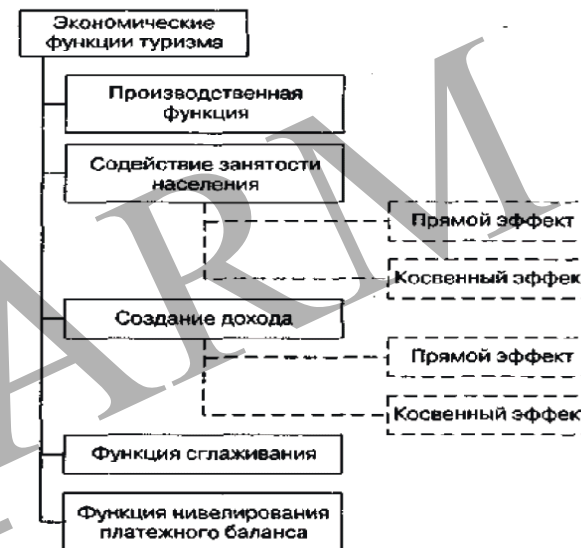 Экономические
функции туризма
Производственная
функция
Содействие занятости
населения
Прямой эффект
Косвенный эффек
Создание дохода
Прямой эффект
Косвенный эффек
Функция сглаживания
Функция нивелирования
платежного баланса
ARM